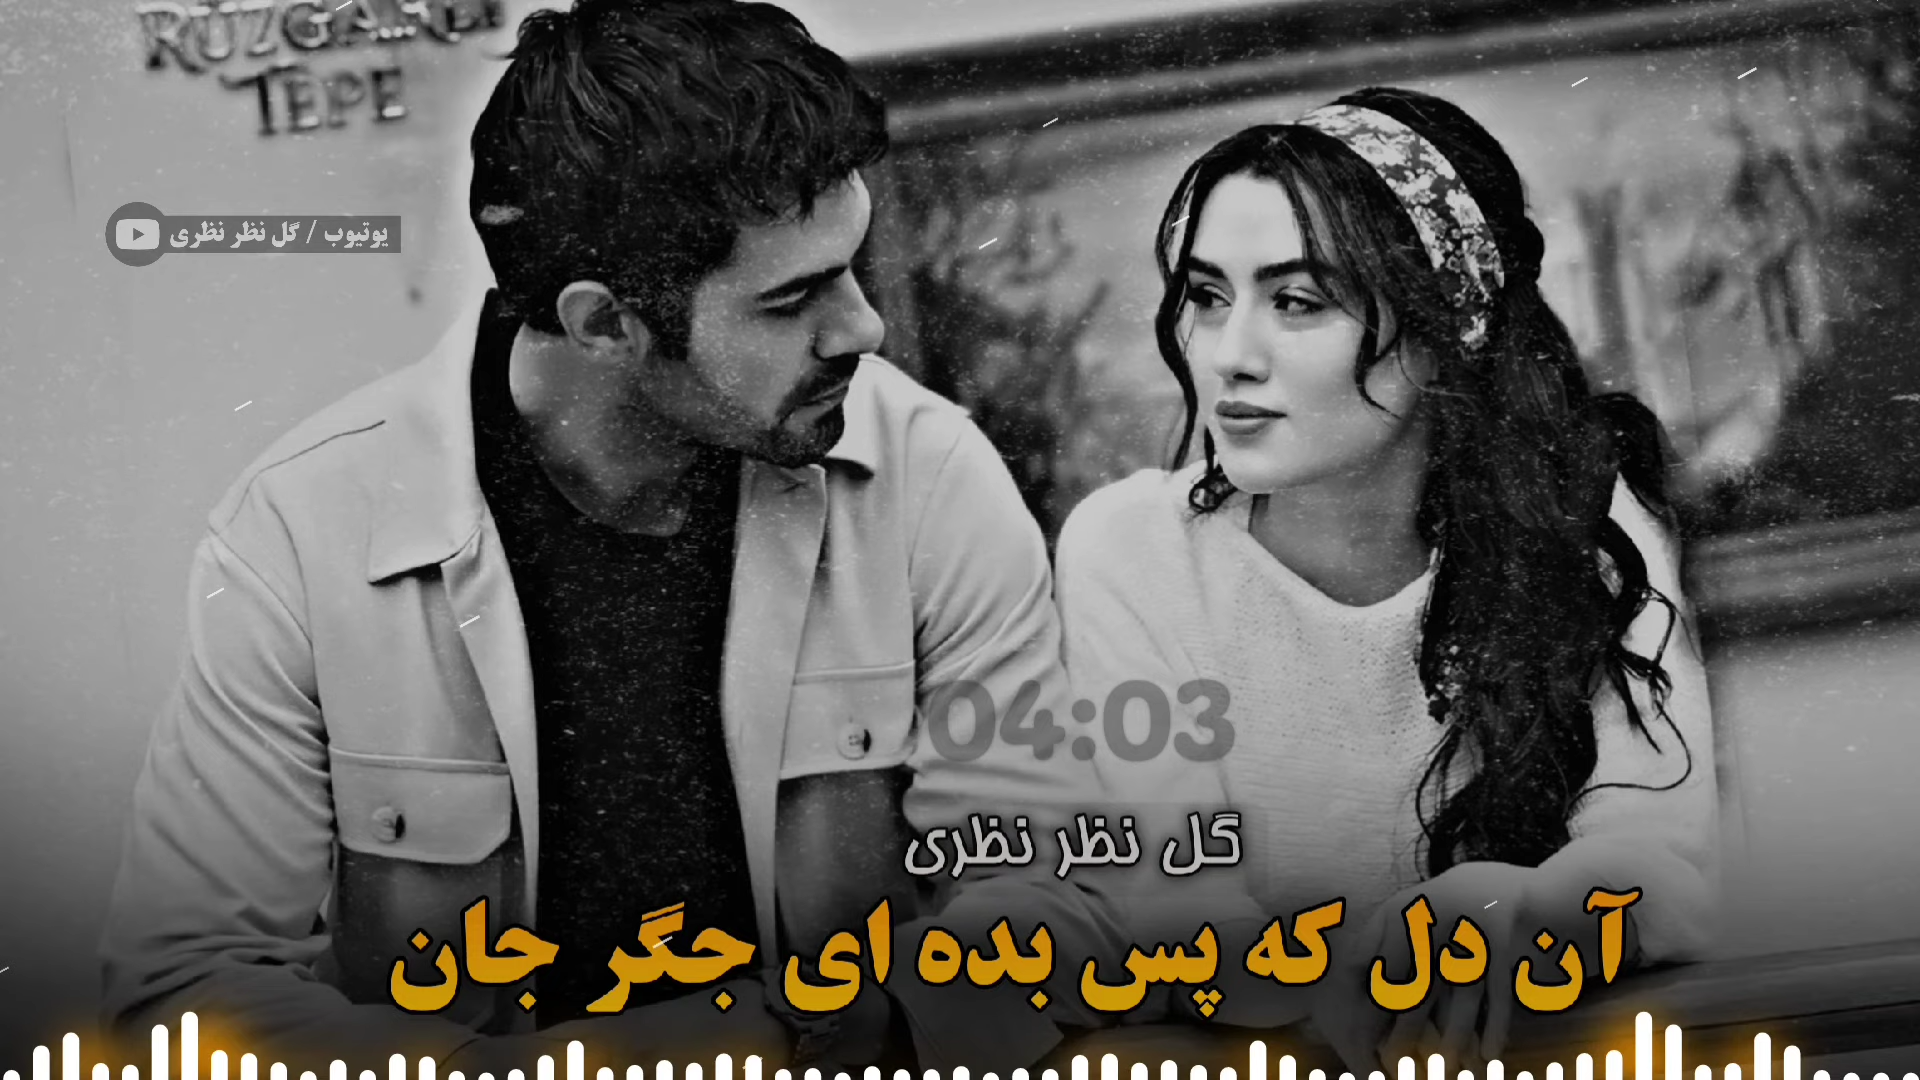 RÜZGARLI
TEPE
یوتیوب / گل نظر نظری
04:03
گل نظر نظری
آن دل که پس بده ای جگر جان